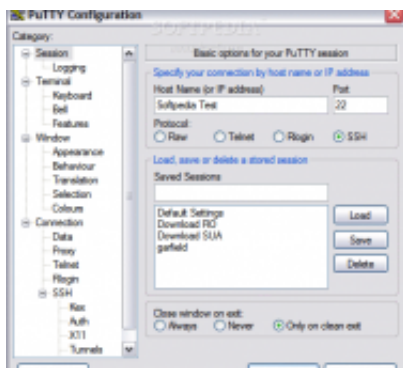 PuTTY Configuration
SOFTPEDIA
Category:
Session
Logging
Terminal
Keyboard
Bell
Features
Window
Appearance
Behaviour
Translation
Selection
Colours
Connection
Data
Proxy
Telnet
Rlogin
SSH
Kex
Auth
X11
Tunnels
Basic options for your PuTTY session
Specify your connection by host name or IP address
Host Name (or IP address) Port
Softpedia Test 22
Protocol:
Raw Telnet Rlogin SSH
Load, save or delete a stored session
Saved Sessions
Default Settings
Download RO
Download SUA
garfield
Load
Save
Delete
Close window on exit:
Always Never Only on clean exit